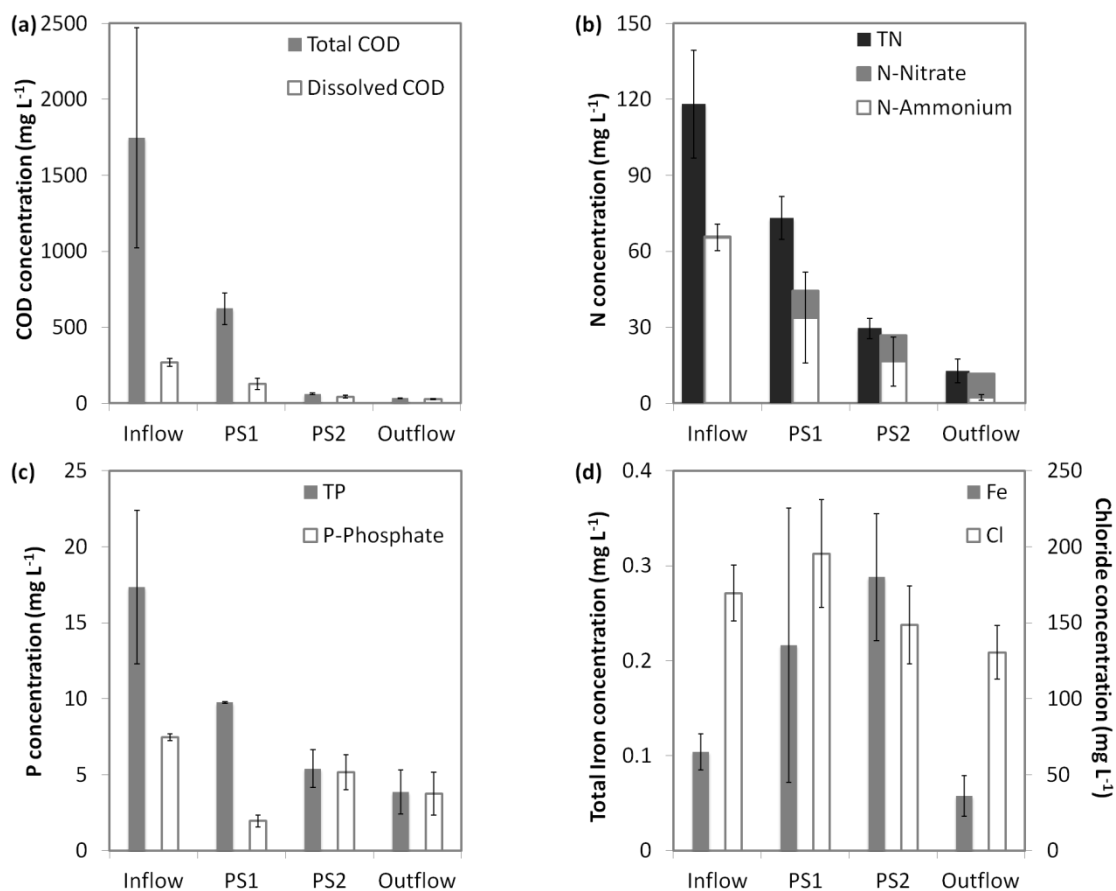 (a)
COD concentration (mg L-1)
2500
2000
1500
1000
500
0
Total COD
Dissolved COD
Inflow PS1 PS2 Outflow
(b)
N concentration (mg L-1)
150
120
90
60
30
0
TN
N-Nitrate
N-Ammonium
Inflow PS1 PS2 Outflow
(c)
P concentration (mg L-1)
25
20
15
10
5
0
TP
P-Phosphate
Inflow PS1 PS2 Outflow
(d)
Total Iron concentration (mg L-1)
0.4
0.3
0.2
0.1
0
Fe
Cl
250
200
150
100
50
0
Chloride concentration
(mg L-1)
Inflow PS1 PS2 Outflow